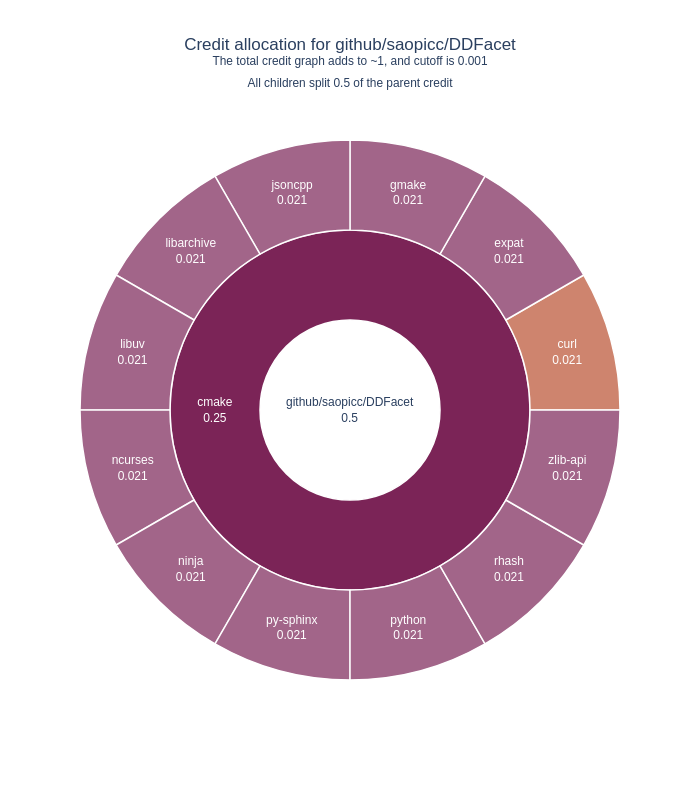 Credit allocation for github/saopicc/DDFacet
The total credit graph adds to ~1, and cutoff is 0.001
All children split 0.5 of the parent credit
jsoncpp
0.021
gmake
0.021
libarchive
0.021
expat
0.021
libuv
0.021
curl
0.021
cmake
0.25
github/saopicc/DDFacet
0.5
ncurses
0.021
zlib-api
0.021
ninja
0.021
rhash
0.021
py-sphinx
0.021
python
0.021